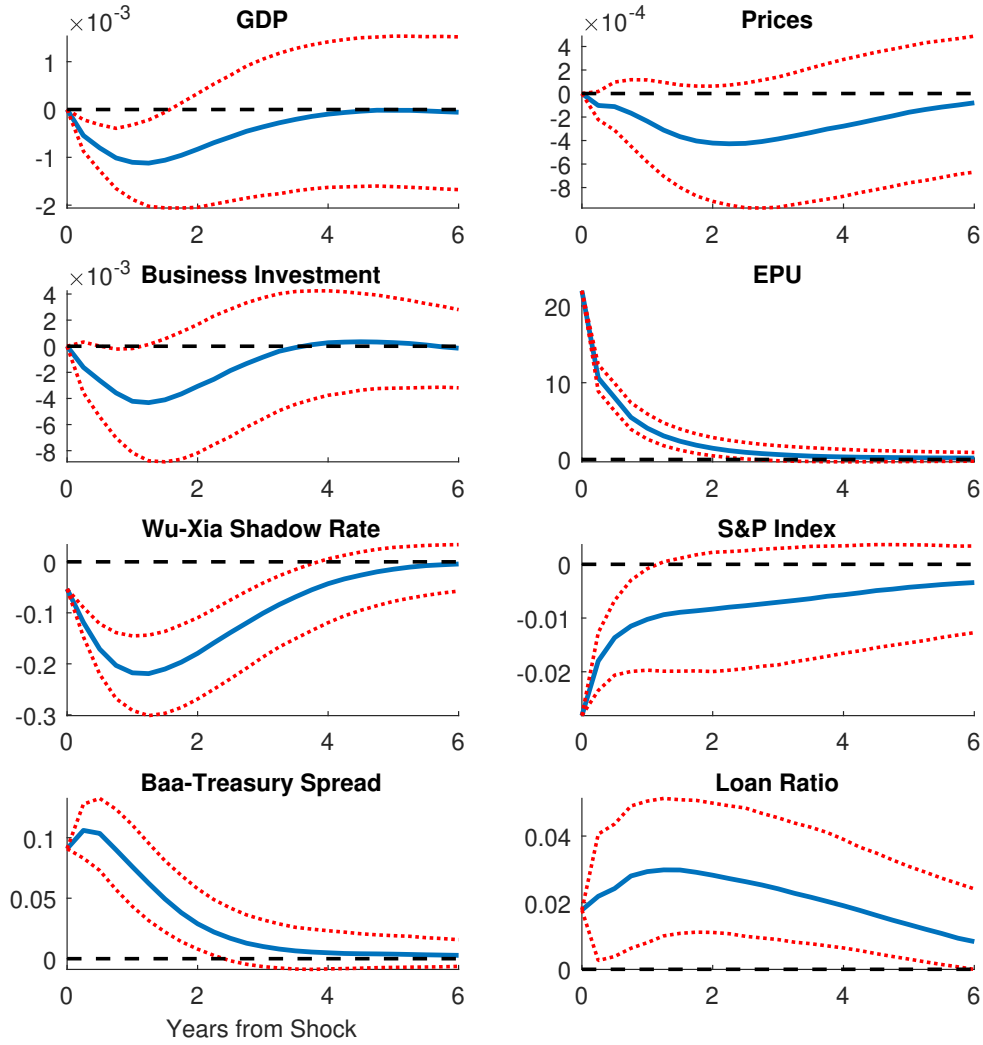 GDP
×10-3
1
0
-1
-2
0 2 4 6
Prices
×10-4
4
2
0
-2
-4
-6
-8
0 2 4 6
Business Investment
×10-3
4
2
0
-2
-4
-6
-8
0 2 4 6
EPU
20
10
0
0 2 4 6
Wu-Xia Shadow Rate
0
-0.1
-0.2
-0.3
0 2 4 6
S&P Index
0
-0.01
-0.02
0 2 4 6
Baa-Treasury Spread
0.1
0.05
0
0 2 4 6
Years from Shock
Loan Ratio
0.04
0.02
0
0 2 4 6